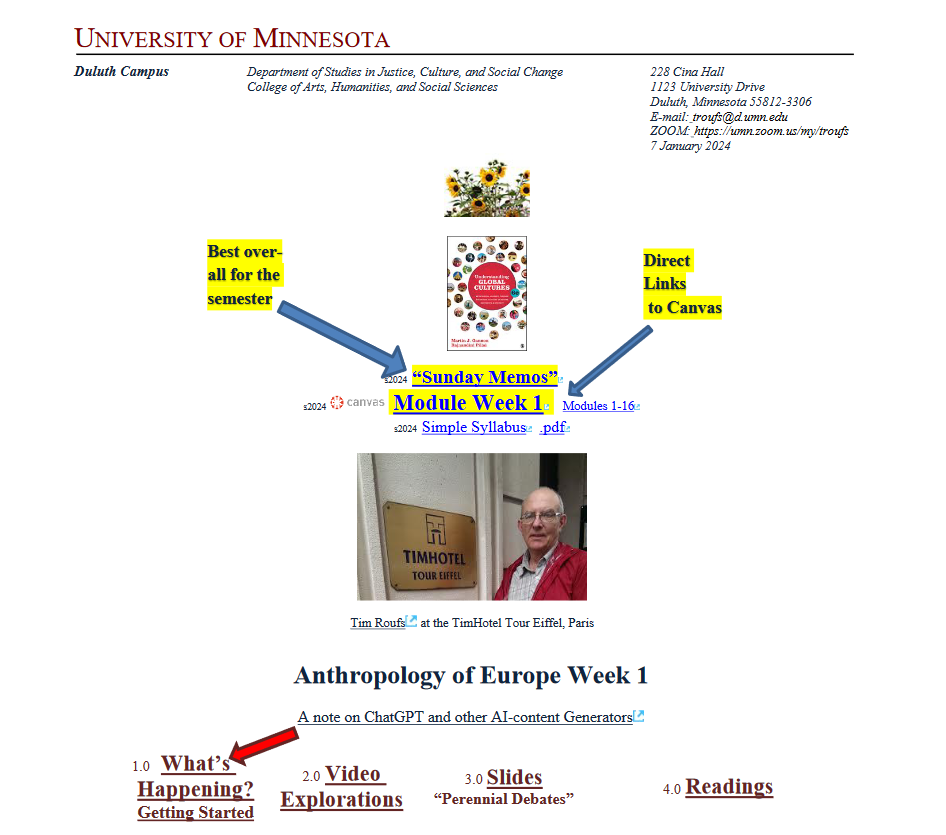 UNIVERSITY OF MINNESOTA
Duluth Campus
Department of Studies in Justice, Culture, and Social Change
College of Arts, Humanities, and Social Sciences
228 Cina Hall
1123 University Drive
Duluth, Minnesota 55812-3306
E-mail: troufs@d.umn.edu
ZOOM: https://umn.zoom.us/my/troufs
7 January 2024
Best over-
all for the
semester
Understanding
GLOBAL
CULTURES
Martin J. Gannon
Rajnandini Pillai
Direct
Links
to Canvas
s2024 “Sunday Memos”
s2024 canvas Module Week 1 Modules 1-16
s2024 Simple Syllabus .pdf
TIMHOTEL
TOUR EIFFEL
Tim Roufs at the TimHotel Tour Eiffel, Paris
Anthropology of Europe Week 1
A note on ChatGPT and other AI-content Generators
1.0 What’s
Happening?
Getting Started
2.0 Video
Explorations
3.0 Slides
“Perennial Debates”
4.0 Readings